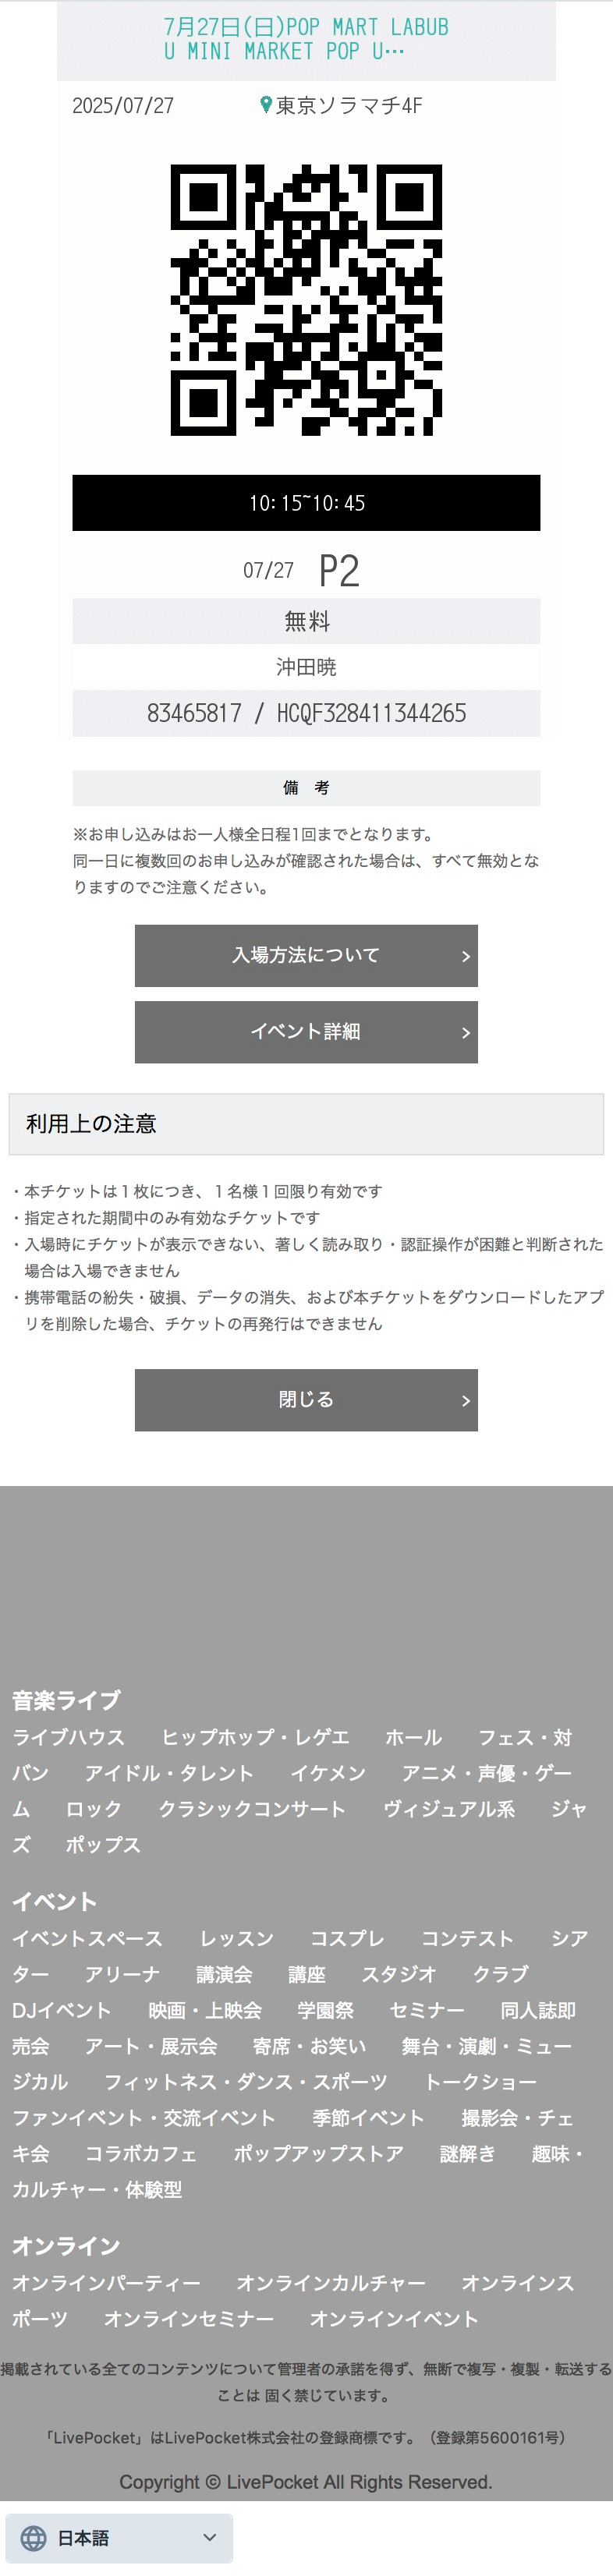 7月27日(日)POP MART LABUB
U MINI MARKET POP U…
2025/07/27
東京ソラマチ4F
10:15~10:45
07/27 P2
無料
沖田暁
83465817 / HCQF328411344265
備 考
※お申し込みはお一人様全日程1回までとなります。
同一日に複数回のお申し込みが確認された場合は、すべて無効とな
りますのでご注意ください。
入場方法について
イベント詳細
利用上の注意
・本チケットは１枚につき、１名様１回限り有効です
・指定された期間中のみ有効なチケットです
・入場時にチケットが表示できない、著しく読み取り・認証操作が困難と判断された
場合は入場できません
・携帯電話の紛失・破損、データの消失、および本チケットをダウンロードしたアプ
リを削除した場合、チケットの再発行はできません
閉じる
音楽ライブ
ライブハウス ヒップホップ・レゲエ ホール フェス・対
バン アイドル・タレント イケメン アニメ・声優・ゲー
ム ロック クラシックコンサート ヴィジュアル系 ジャ
ズ ポップス
イベント
イベントスペース レッスン コスプレ コンテスト シア
ター アリーナ 講演会 講座 スタジオ クラブ
DJイベント 映画・上映会 学園祭 セミナー 同人誌即
売会 アート・展示会 寄席・お笑い 舞台・演劇・ミュー
ジカル フィットネス・ダンス・スポーツ トークショー
ファンイベント・交流イベント 季節イベント 撮影会・チェ
キ会 コラボカフェ ポップアップストア 謎解き 趣味・
カルチャー・体験型
オンライン
オンラインパーティー オンラインカルチャー オンラインス
ポーツ オンラインセミナー オンラインイベント
掲載されている全てのコンテンツについて管理者の承諾を得ず、無断で複写・複製・転送する
ことは 固く禁じています。
「LivePocket」はLivePocket株式会社の登録商標です。（登録第5600161号）
Copyright © LivePocket All Rights Reserved.
日本語